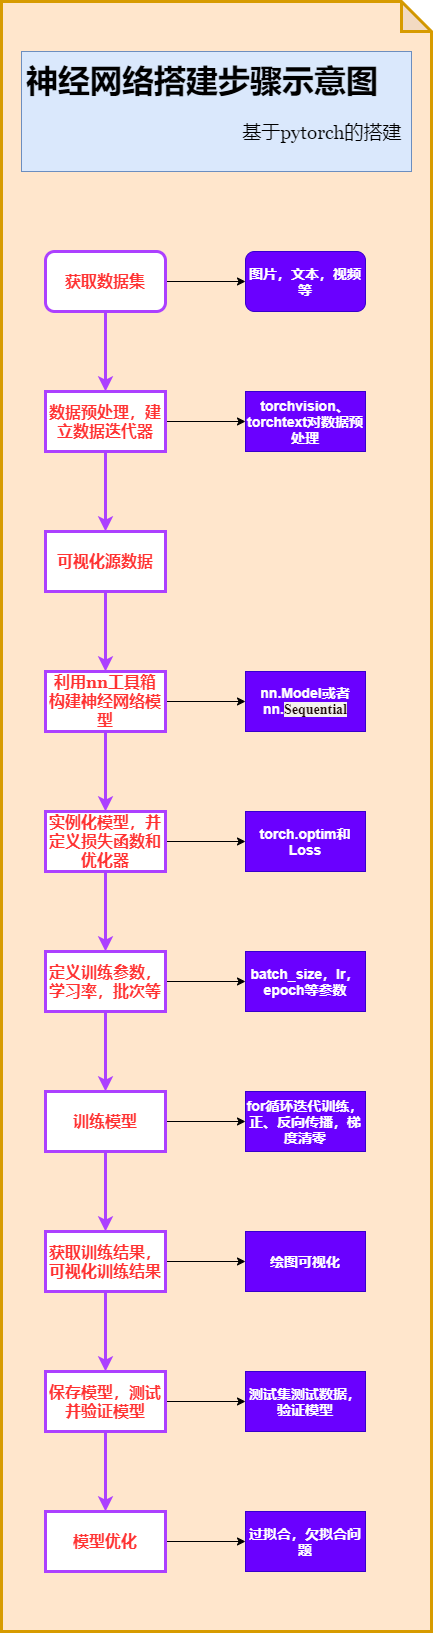 神经网络搭建步骤示意图
基于pytorch的搭建
获取数据集
图片，文本，视频
等
数据预处理，建
立数据迭代器
torchvision、
torchtext对数据预
处理
可视化源数据
利用nn工具箱
构建神经网络模
型
nn.Model或者
nn.Sequential
实例化模型，并
定义损失函数和
优化器
torch.optim和
Loss
定义训练参数，
学习率，批次等
batch_size，lr，
epoch等参数
训练模型
for循环迭代训练，
正、反向传播，梯
度清零
获取训练结果，
可视化训练结果
绘图可视化
保存模型，测试
并验证模型
测试集测试数据，
验证模型
模型优化
过拟合，欠拟合问
题